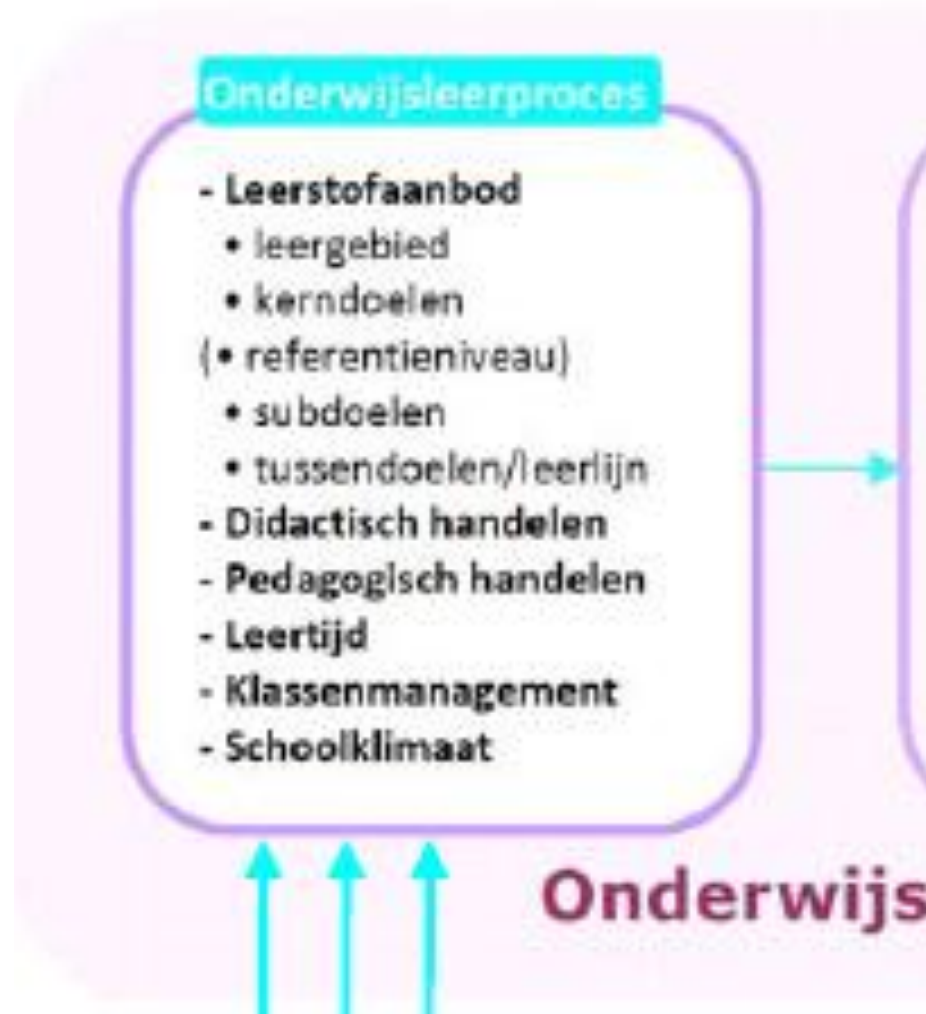 Onderwijsleerproces
- Leerstofaanbod
• leergebied
• kerndoelen
(• referentieniveau)
• subdoelen
• tussendoelen/leerlijn
- Didactisch handelen
- Pedagogisch handelen
- Leertijd
- Klassenmanagement
- Schoolklimaat
Onderwijs